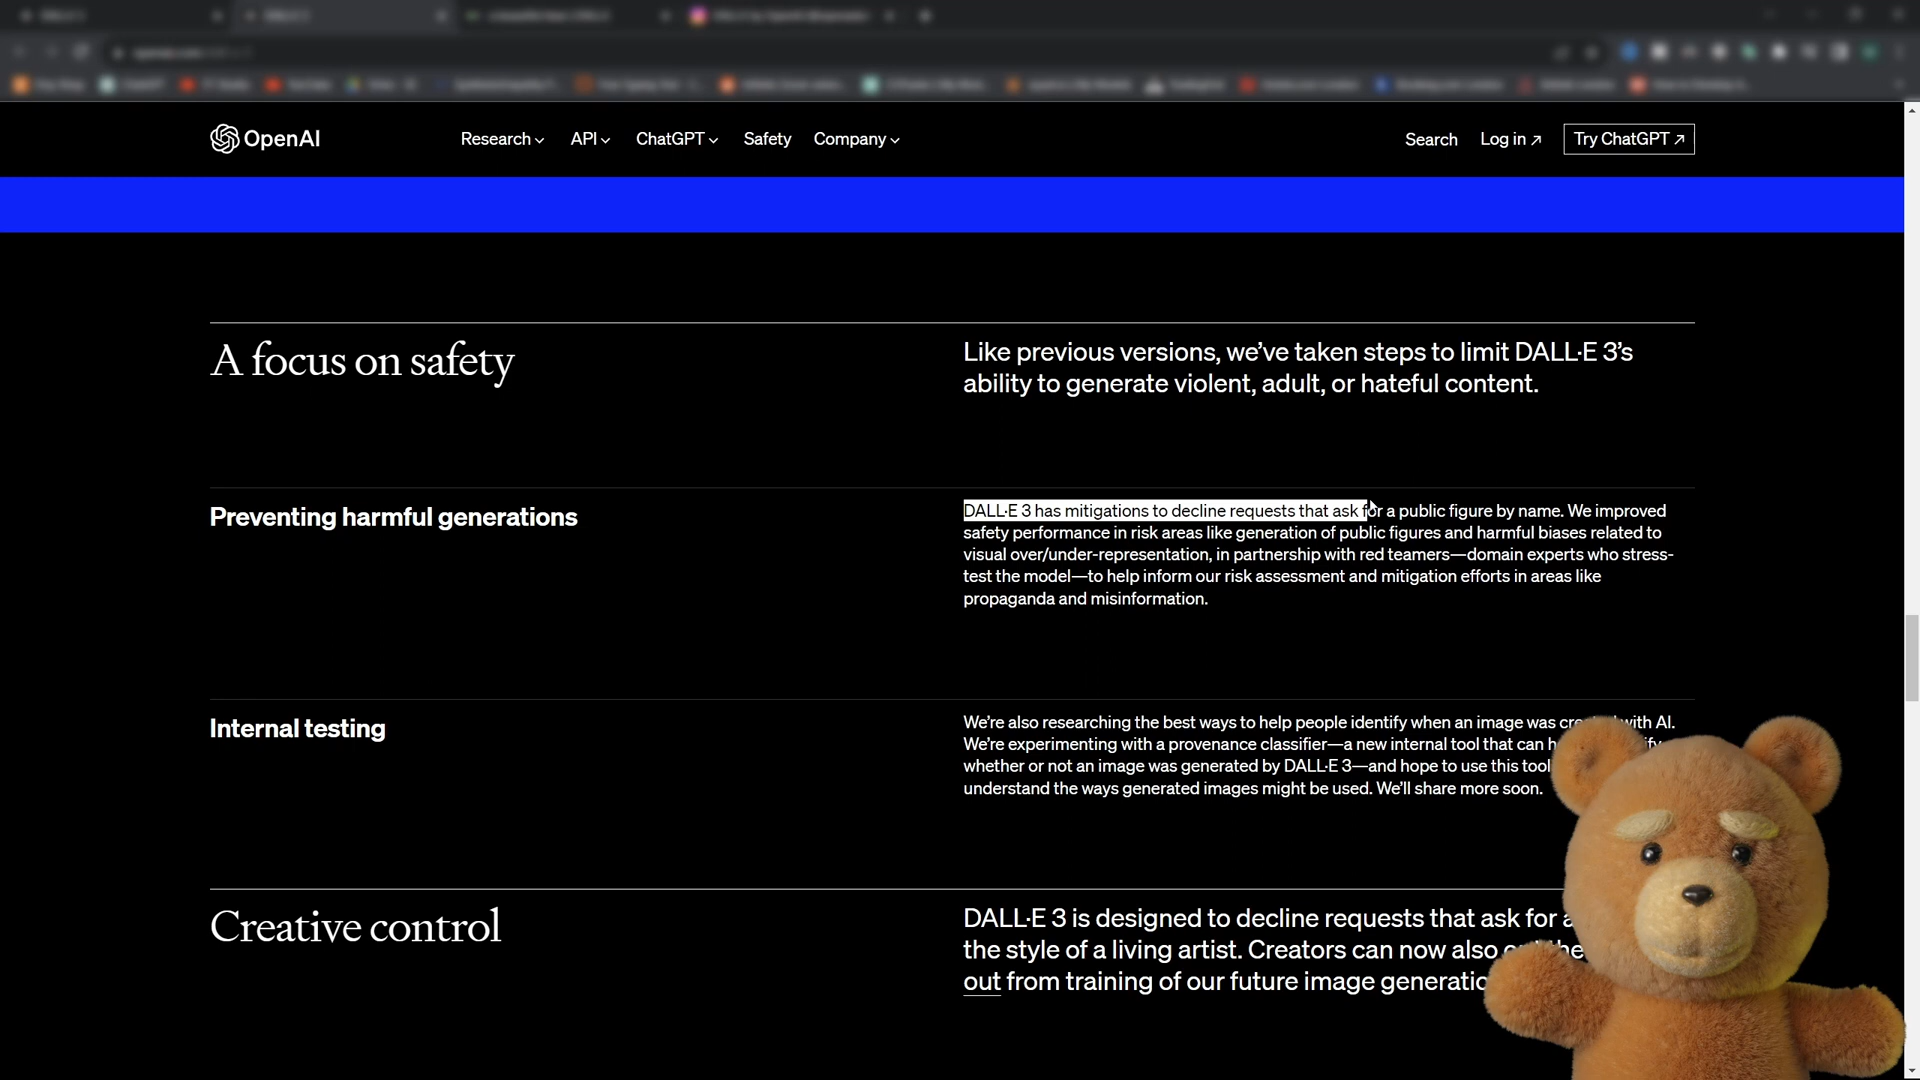 OpenAI
Research
API
ChatGPT
Safety
Company
Search
Log in ↗
Try ChatGPT ↗
A focus on safety
Like previous versions, we’ve taken steps to limit DALL·E 3’s
ability to generate violent, adult, or hateful content.
Preventing harmful generations
DALL·E 3 has mitigations to decline requests that ask for a public figure by name. We improved
safety performance in risk areas like generation of public figures and harmful biases related to
visual over/under-representation, in partnership with red teamers—domain experts who stress-
test the model—to help inform our risk assessment and mitigation efforts in areas like
propaganda and misinformation.
Internal testing
We’re also researching the best ways to help people identify when an image was with AI.
We’re experimenting with a provenance classifier—a new internal tool that can
whether or not an image was generated by DALL·E 3—and hope to use this tool
understand the ways generated images might be used. We’ll share more soon.
Creative control
DALL·E 3 is designed to decline requests that ask for
the style of a living artist. Creators can now also
out from training of our future image